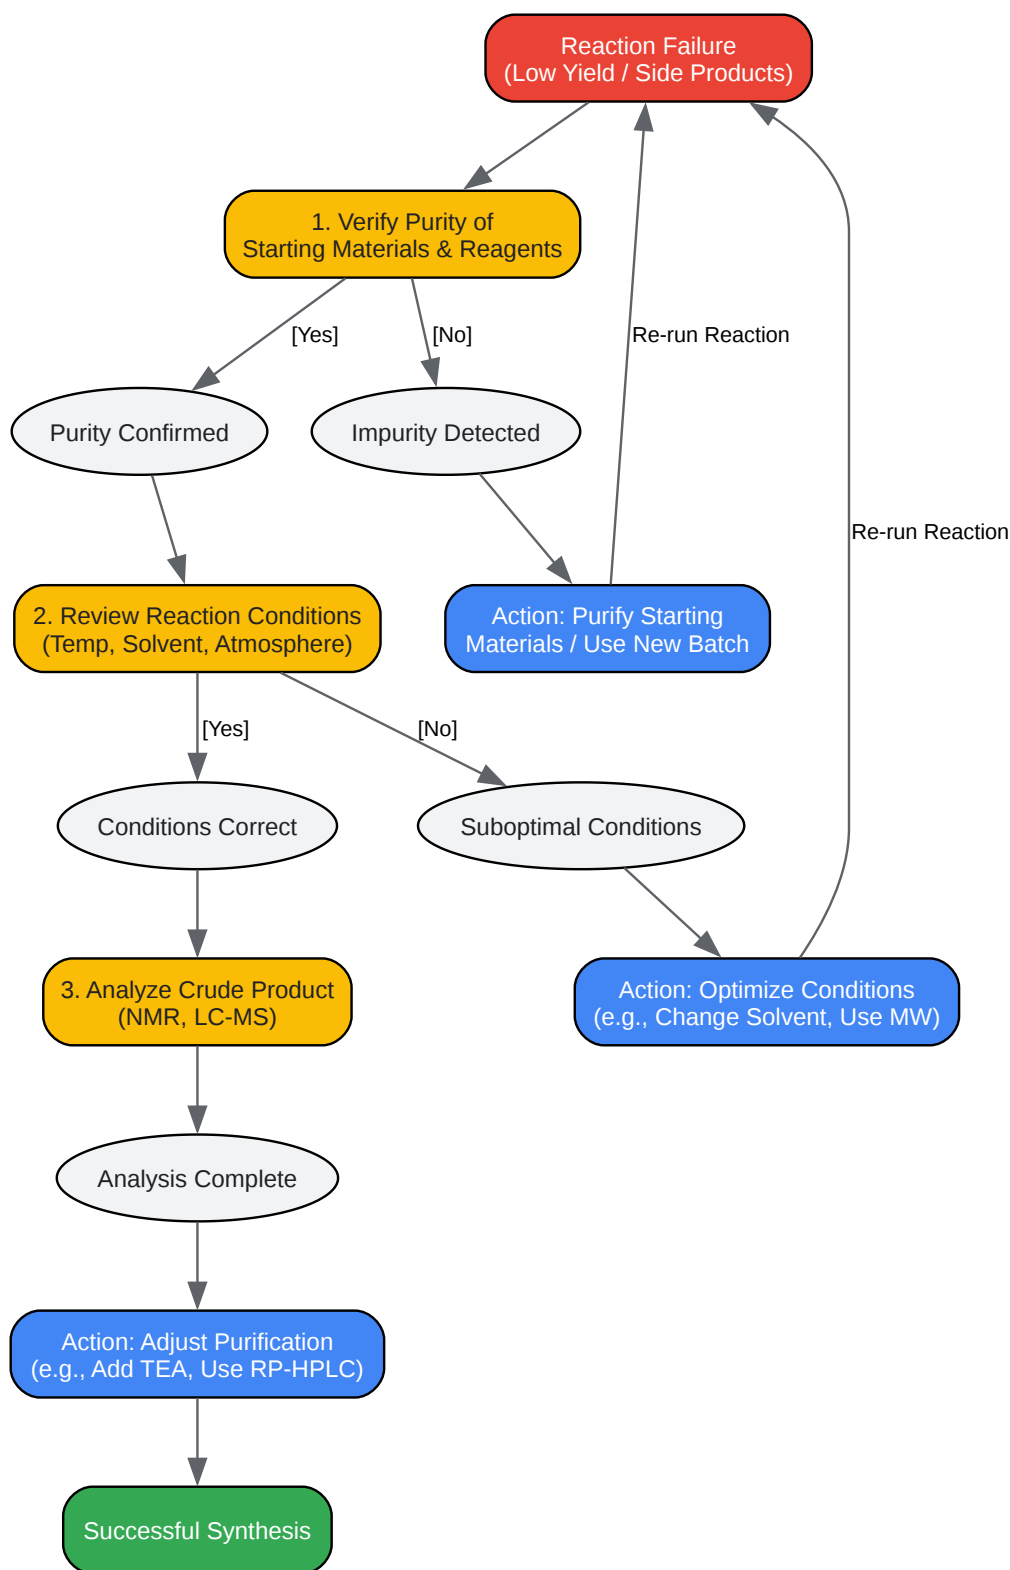 Reaction Failure
(Low Yield / Side Products)
1. Verify Purity of
Starting Materials & Reagents
[Yes]
[No]
Re-run Reaction
Purity Confirmed
Impurity Detected
Re-run Reaction
2. Review Reaction Conditions
(Temp, Solvent, Atmosphere)
Action: Purify Starting
Materials / Use New Batch
[Yes]
[No]
Conditions Correct
Suboptimal Conditions
3. Analyze Crude Product
(NMR, LC-MS)
Action: Optimize Conditions
(e.g., Change Solvent, Use MW)
Analysis Complete
Action: Adjust Purification
(e.g., Add TEA, Use RP-HPLC)
Successful Synthesis